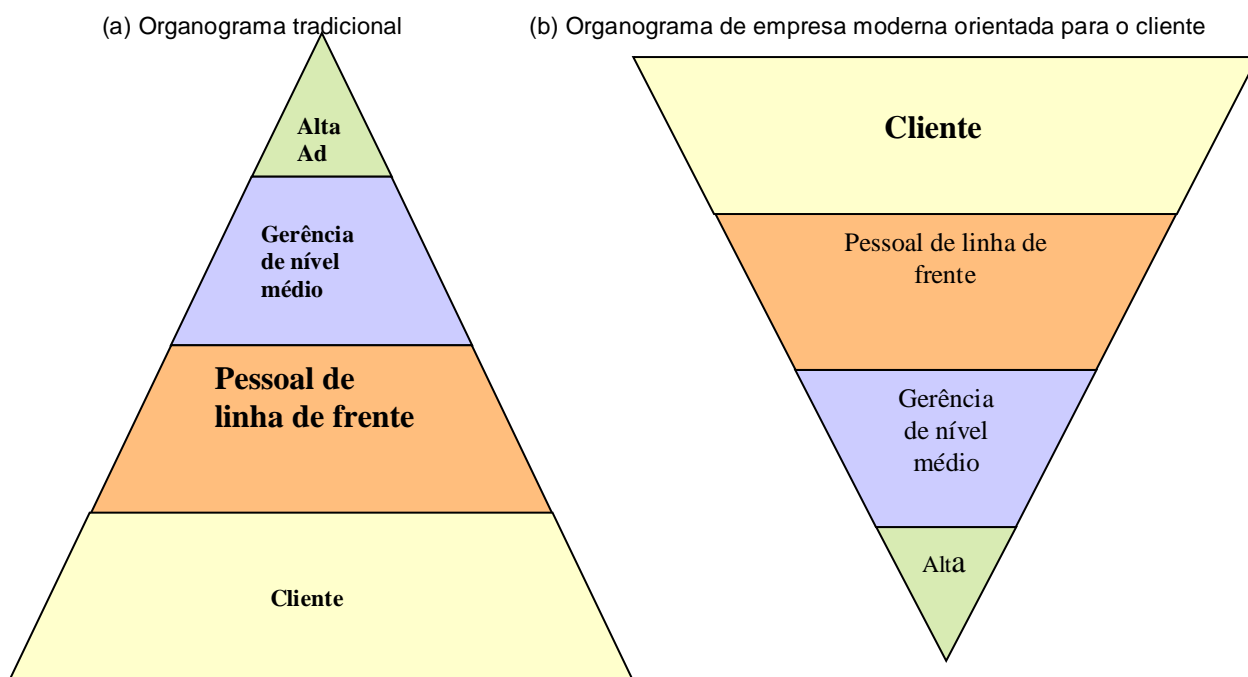 (a) Organograma tradicional
Alta
Ad
Gerência
de nível
médio
Pessoal de
linha de frente
Cliente
(b) Organograma de empresa moderna orientada para o cliente
Cliente
Pessoal de linha de
frente
Gerência
de nível
médio
Alta